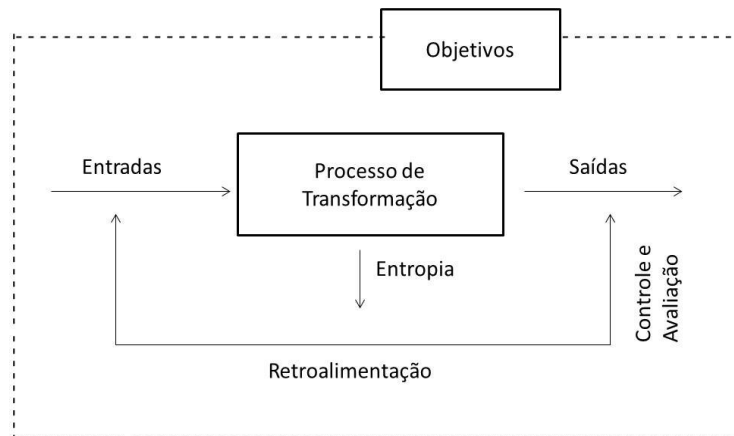 Objetivos
Entradas
Processo de
Transformação
Saídas
Entropia
Controle e
Avaliação
Retroalimentação